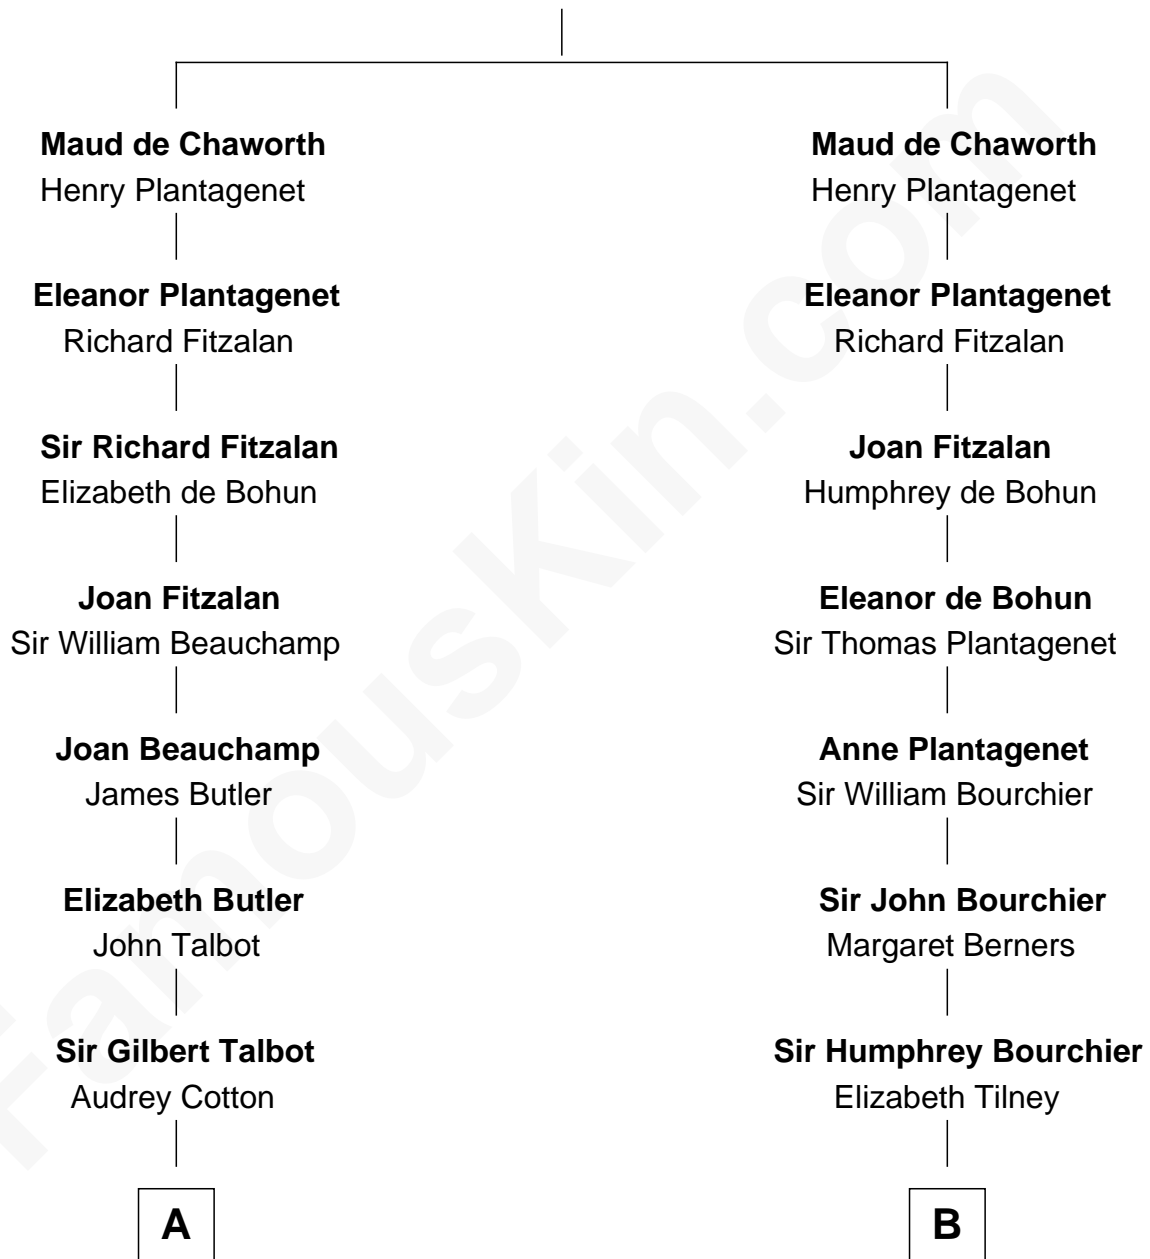 Maud de Chaworth
Henry Plantagenet
Eleanor Plantagenet
Richard Fitzalan
Sir Richard Fitzalan
Elizabeth de Bohun
Joan Fitzalan
Sir William Beauchamp
Joan Beauchamp
James Butler
Elizabeth Butler
John Talbot
Sir Gilbert Talbot
Audrey Cotton
A
Maud de Chaworth
Henry Plantagenet
Eleanor Plantagenet
Richard Fitzalan
Joan Fitzalan
Humphrey de Bohun
Eleanor de Bohun
Sir Thomas Plantagenet
Anne Plantagenet
Sir William Bourchier
Sir John Bourchier
Margaret Berners
Sir Humphrey Bourchier
Elizabeth Tilney
B
FamousKin.com